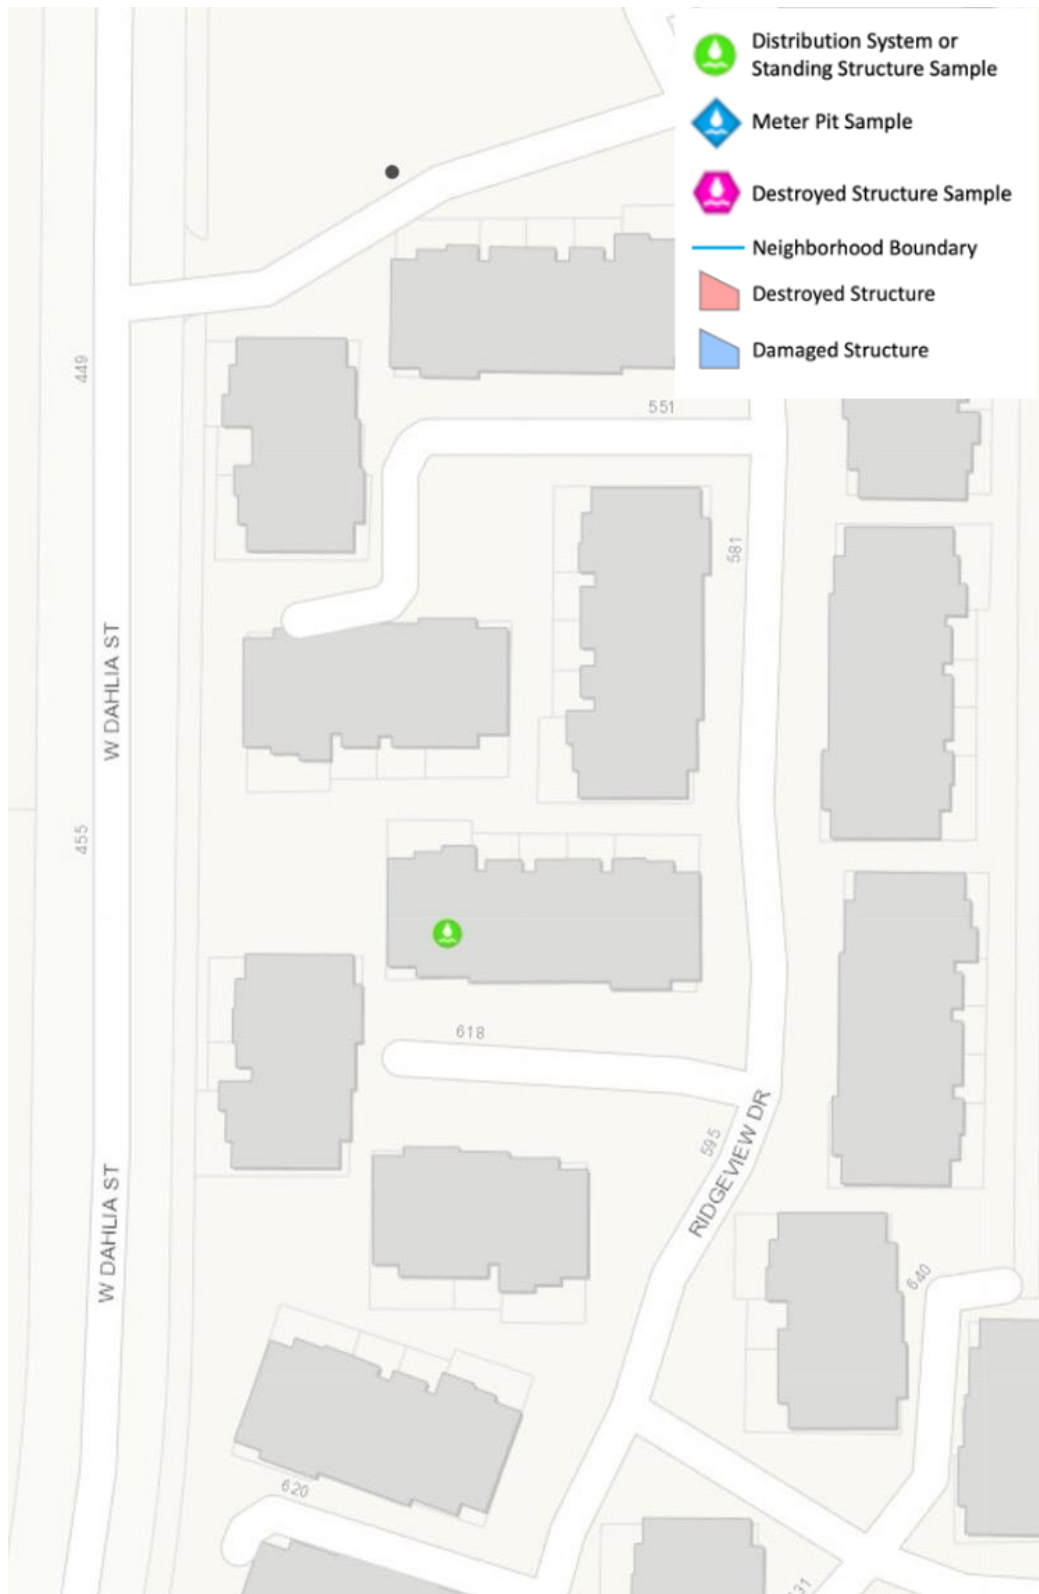 Distribution System or
Standing Structure Sample
Meter Pit Sample
Destroyed Structure Sample
Neighborhood Boundary
Destroyed Structure
Damaged Structure
449
551
581
W DAHLIA ST
455
618
595
RIDGEVIEW DR
W DAHLIA ST
640
620
31